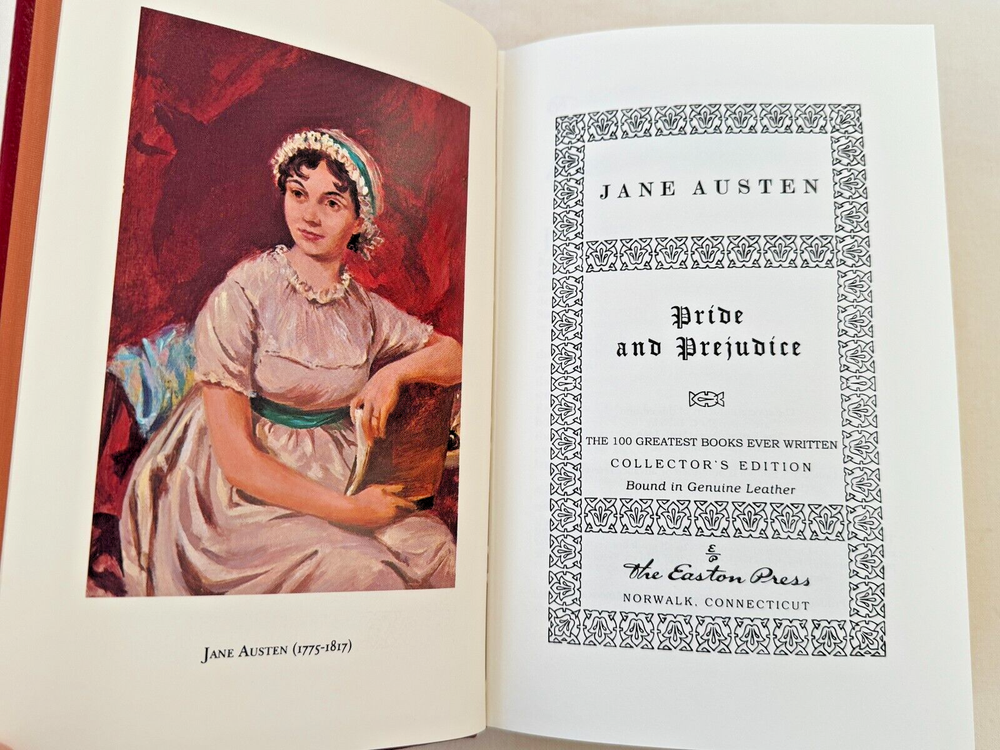 JANE AUSTEN (1775-1817)
JANE AUSTEN
Pride
and Prejudice
THE 100 GREATEST BOOKS EVER WRITTEN
COLLECTOR'S EDITION
Bound in Genuine Leather
E
P
The Easton Press
NORWALK, CONNECTICUT